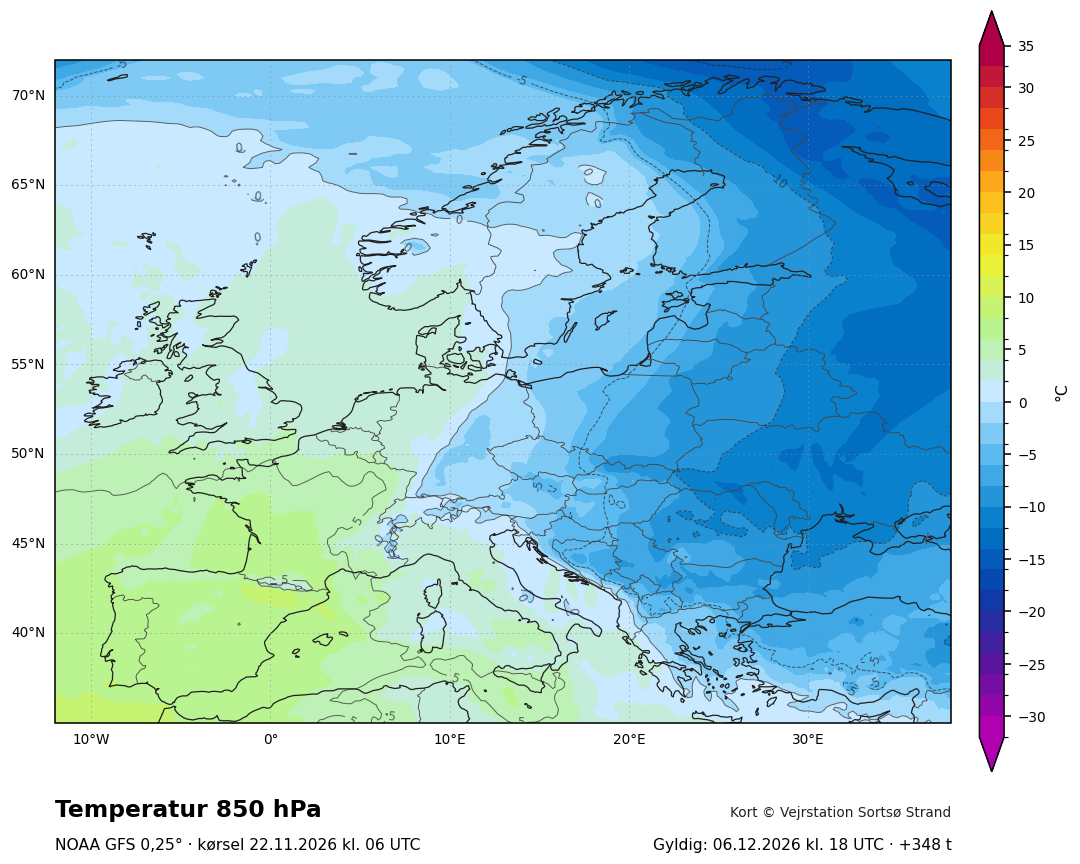 70°N
65°N
60°N
55°N
50°N
45°N
40°N
10°W 0° 10°E 20°E 30°E
35
30
25
20
15
10
5
0
−5
−10
−15
−20
−25
−30
°C
Temperatur 850 hPa
Kort © Vejrstation Sortsø Strand
NOAA GFS 0,25° · kørsel 22.11.2026 kl. 06 UTC
Gyldig: 06.12.2026 kl. 18 UTC · +348 t